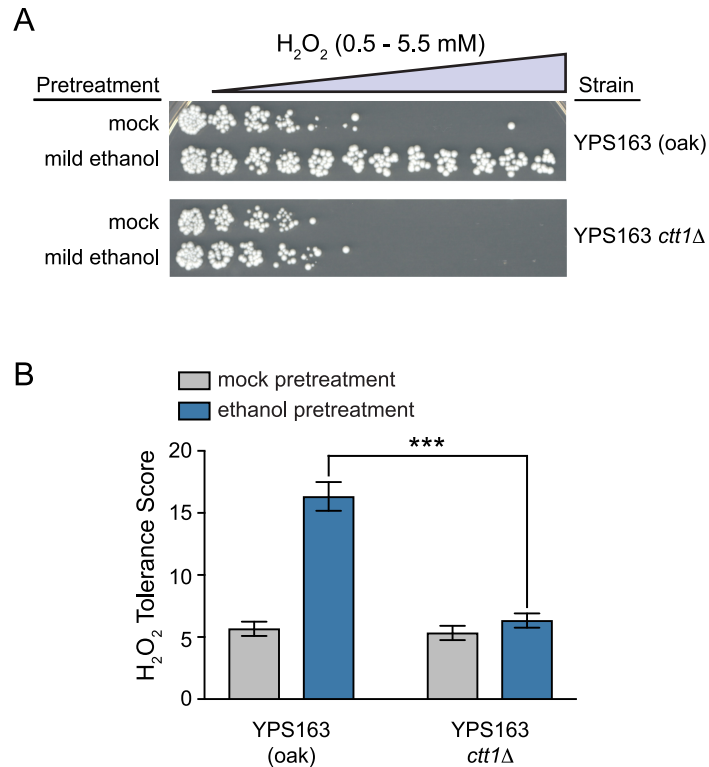 A
H₂O₂ (0.5 - 5.5 mM)
Pretreatment
Strain
mock
mild ethanol
YPS163 (oak)
mock
mild ethanol
YPS163 ctt1Δ
B
mock pretreatment
ethanol pretreatment
***
H₂O₂ Tolerance Score
20
15
10
5
0
YPS163
(oak)
YPS163
ctt1Δ